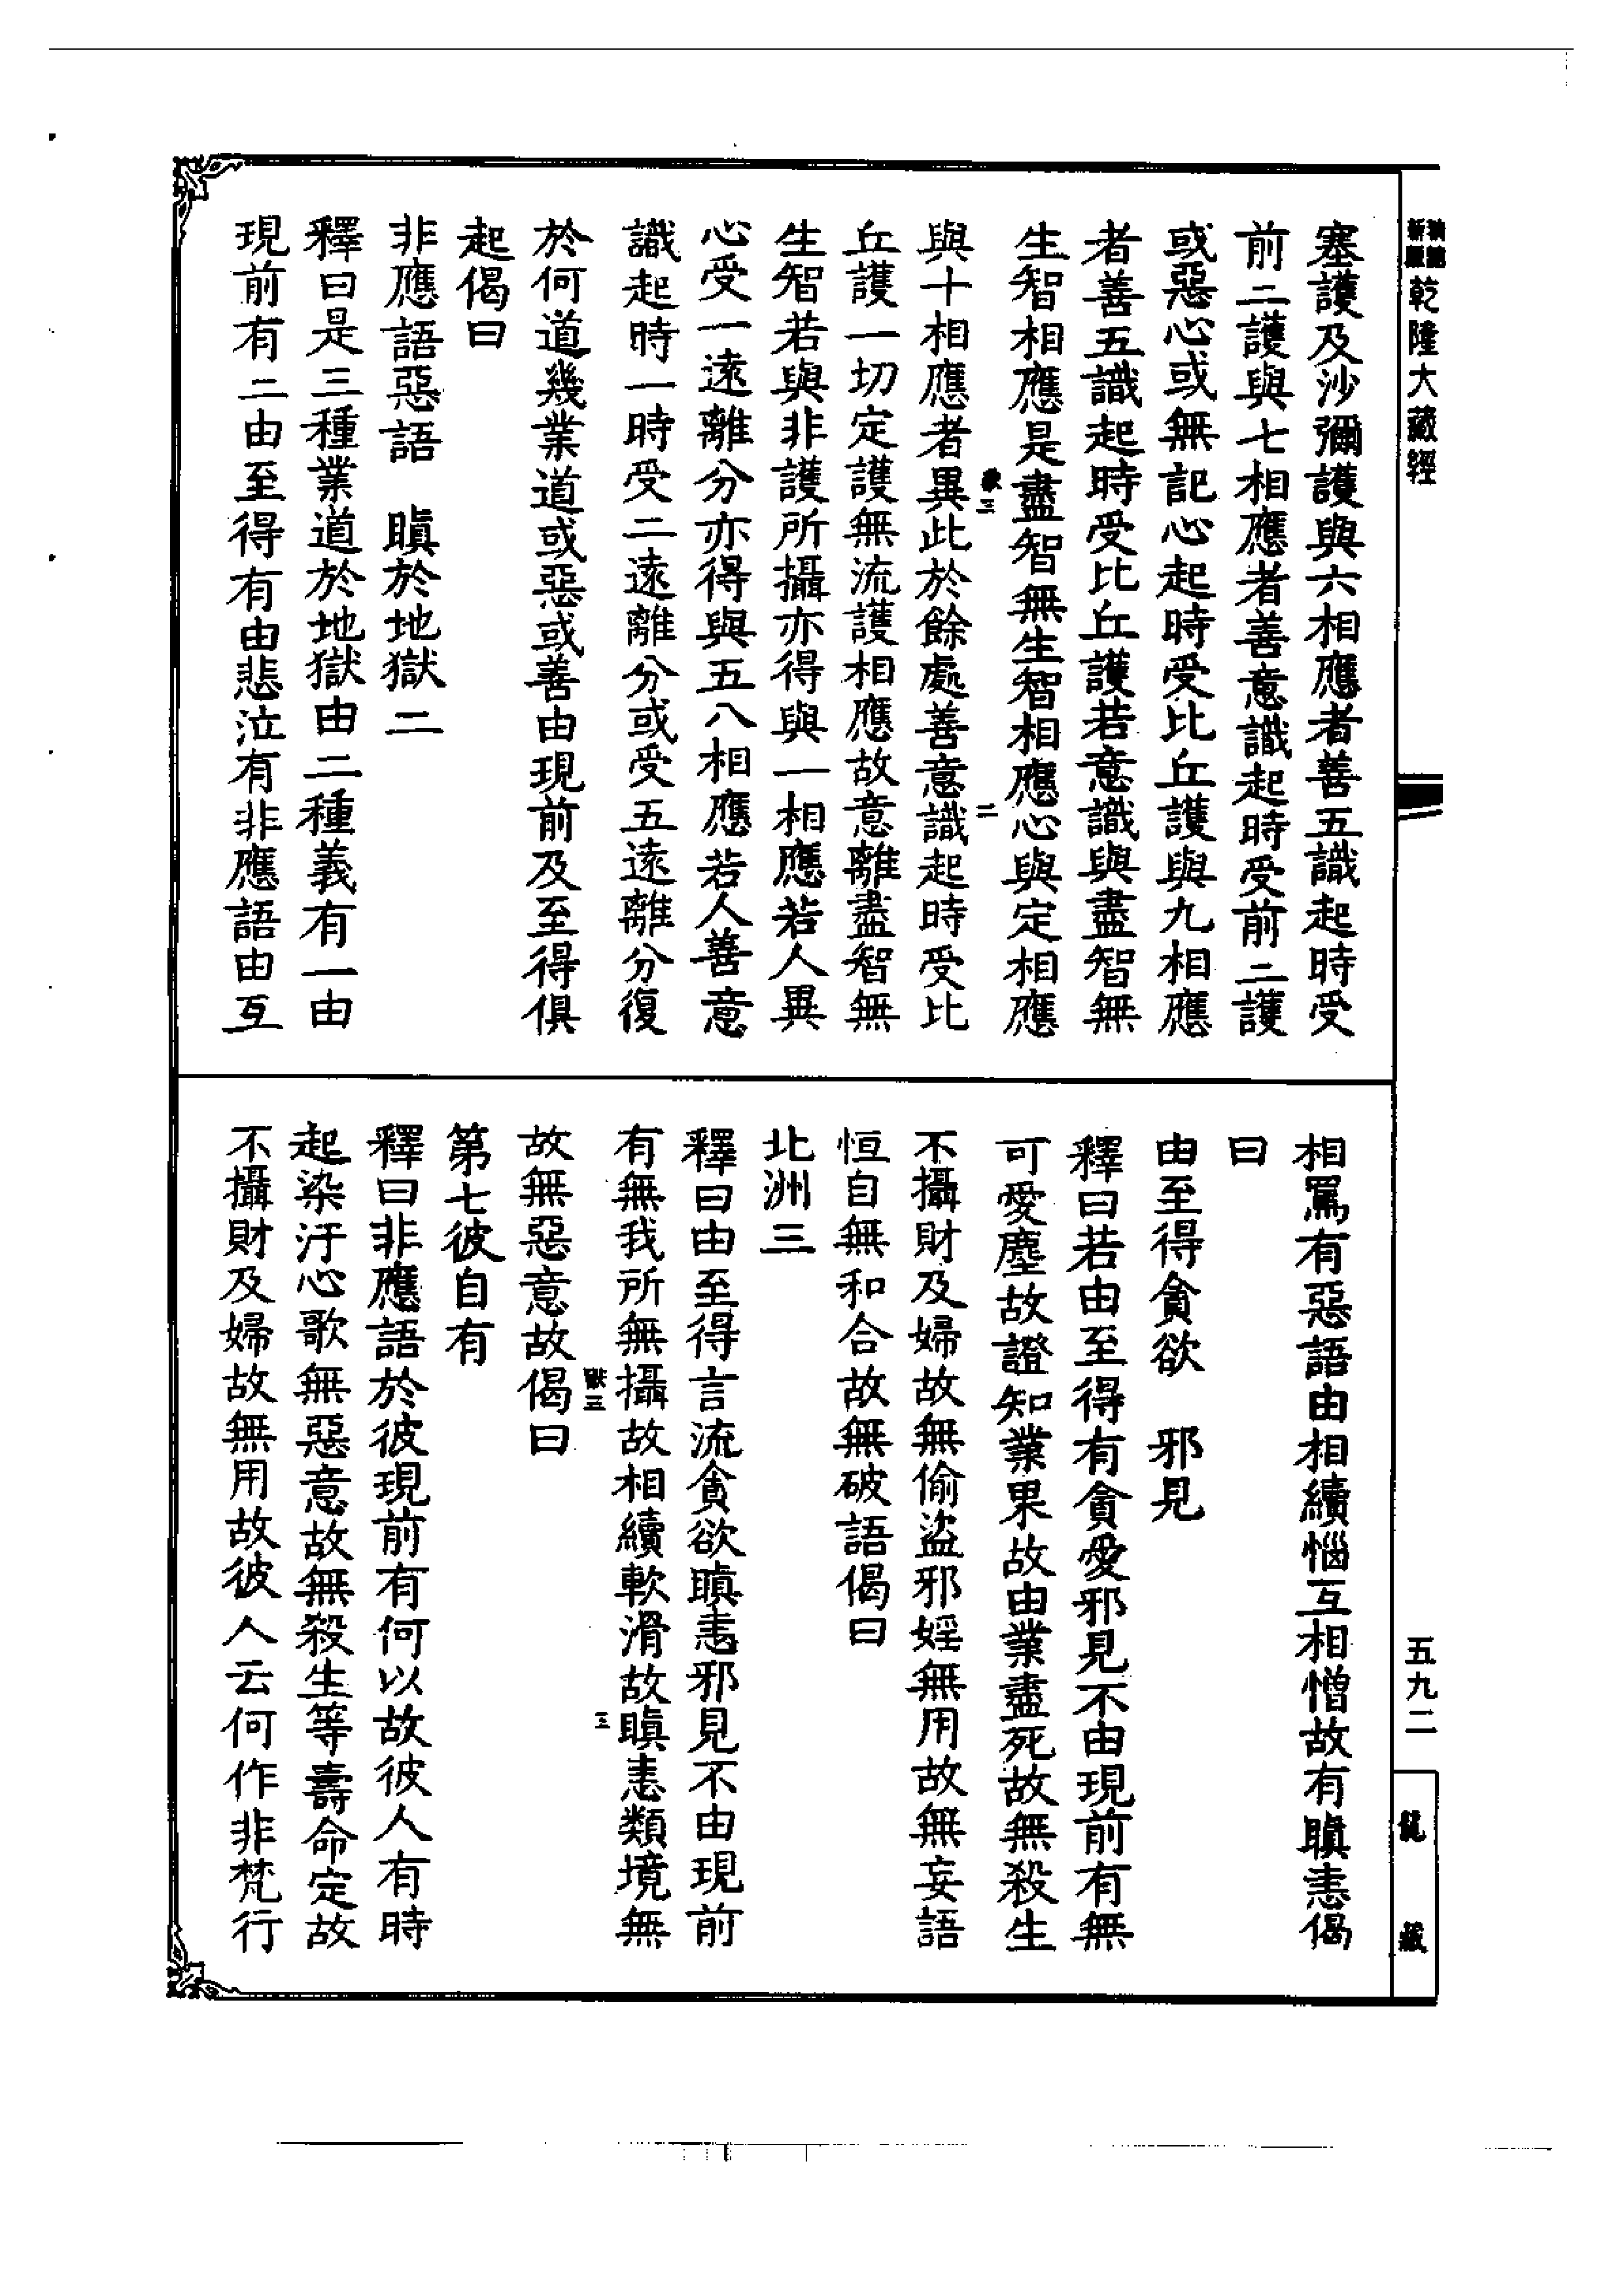 乾隆大藏經
塞護及沙彌護與六相應者善五識起時受
前二護與七相應者善意識起時受前二護
或惡心或無記心起時受比丘護與九相應
者善五識起時受比丘護若意識與盡智無
生智相應是盡智無生智相應心與定相應
與十相應者異此於餘處善意識起時受比
丘護一切定護無流護相應故意離盡智無
生智若與非護所攝亦得與一相應若人異
心受一遠離分亦得與五八相應若人善意
識起時一時受二遠離分或受五遠離分復
於何道幾業道或惡或善由現前及至得俱
起偈曰
非應語惡語　瞋於地獄二
釋曰是三種業道於地獄由二種義有一由
現前有二由至得有由悲泣有非應語由互
相罵有惡語由相續惱互相憎故有瞋恚偈
曰
由至得貪欲　邪見
釋曰若由至得有貪愛邪見不由現前有無
可愛塵故證知業果故由業盡死故無殺生
不攝財及婦故無偷盜邪婬無用故無妄語
恒自無和合故無破語偈曰
北洲三
釋曰由至得言流貪欲瞋恚邪見不由現前
有無我所無攝故相續軟滑故瞋恚類境無
故無惡意故偈曰
第七彼自有
釋曰非應語於彼現前有何以故彼人有時
起染汙心歌無惡意故無殺生等壽命定故
不攝財及婦故無用故彼人云何作非梵行
五九二
龍藏